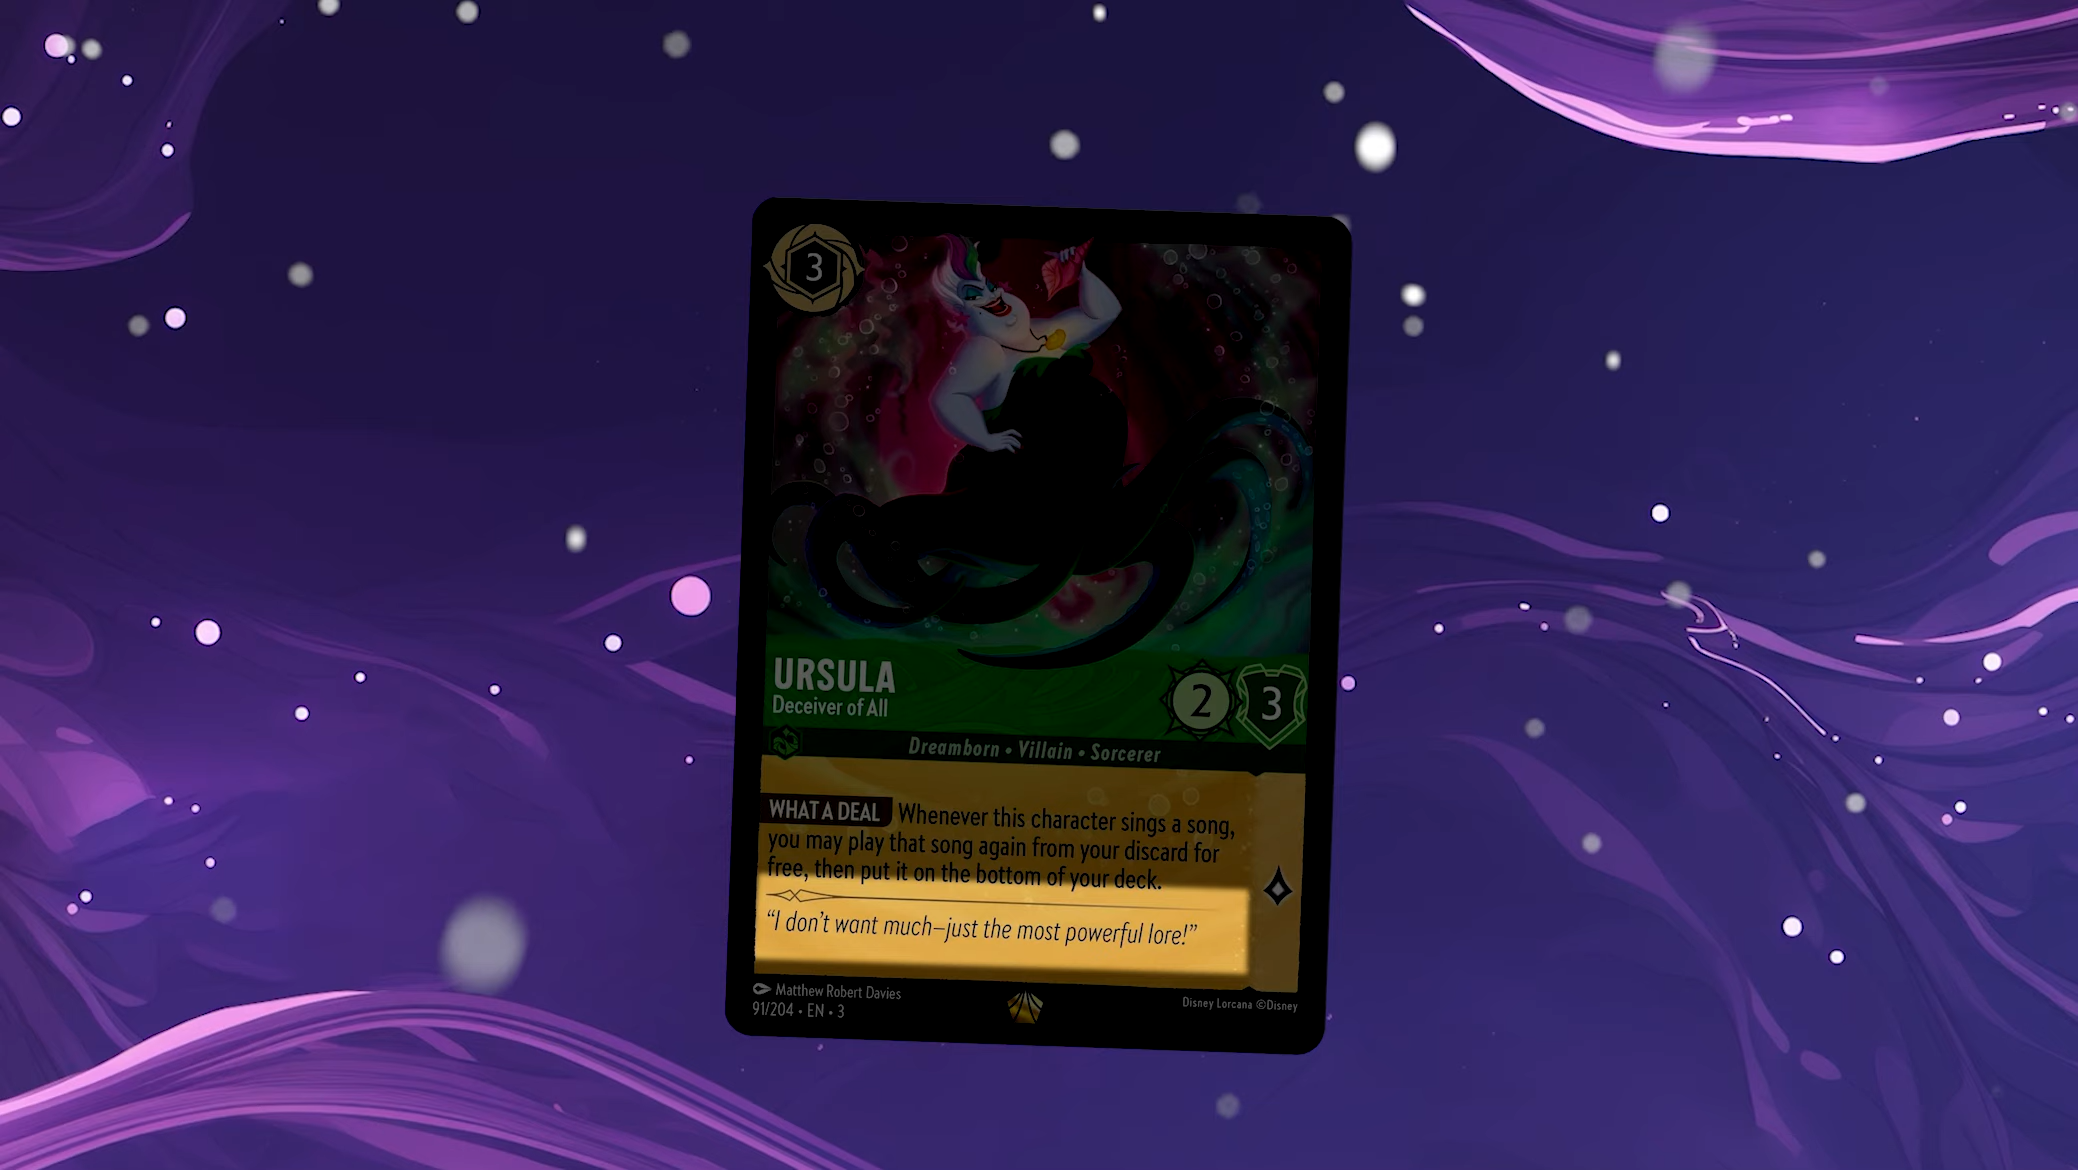 3
URSULA
Deceiver of All
2 3
Dreamborn • Villain • Sorcerer
WHAT A DEAL Whenever this character sings a song,
you may play that song again from your discard for
free, then put it on the bottom of your deck.
“I don’t want much–just the most powerful lore!”
Matthew Robert Davies
91/204 • EN • 3
Disney Lorcana ©Disney